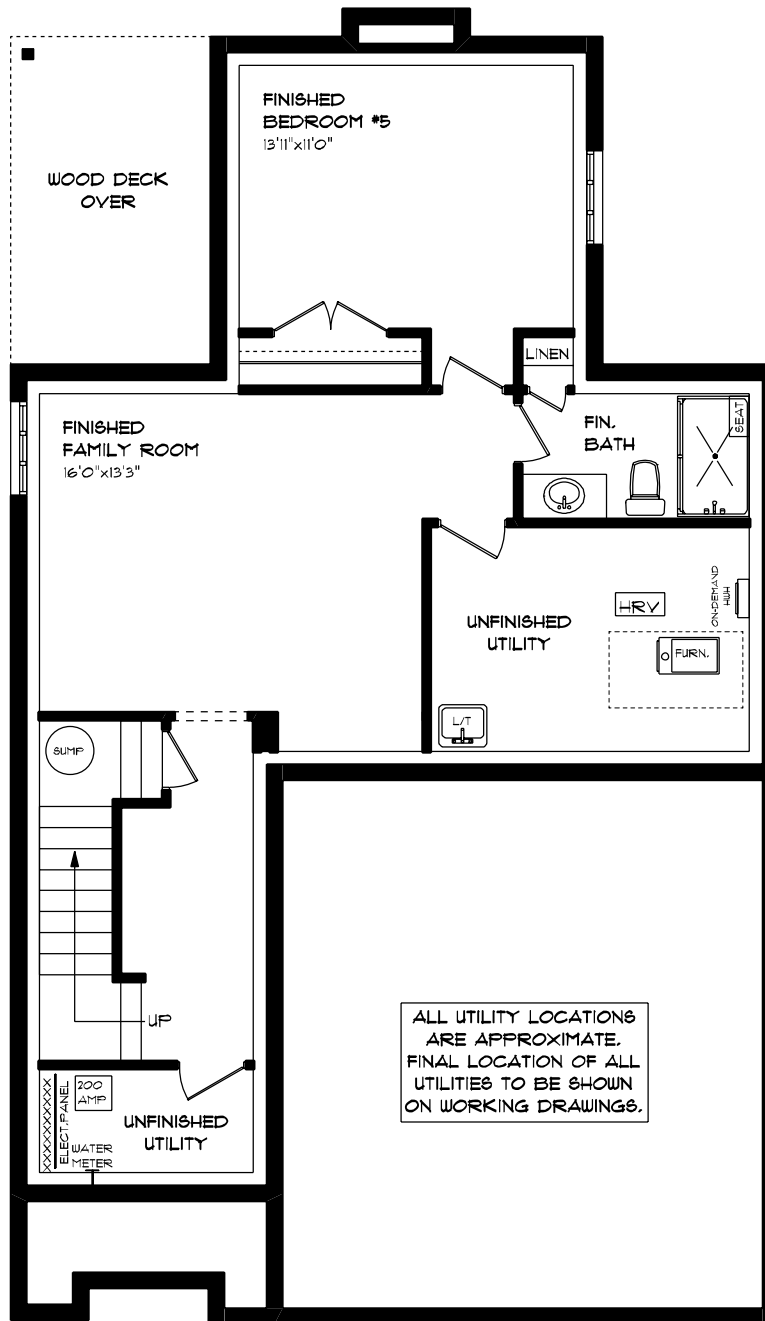 FINISHED
BEDROOM #5
13'11"x11'0"
WOOD DECK
OVER
LINEN
FINISHED
FAMILY ROOM
16'0"x13'3"
FIN.
BATH
SEAT
UNFINISHED
UTILITY
HRV
ON-DEMAND
HWH
FURN.
L/T
SUMP
UP
ALL UTILITY LOCATIONS
ARE APPROXIMATE.
FINAL LOCATION OF ALL
UTILITIES TO BE SHOWN
ON WORKING DRAWINGS.
200
AMP
ELECT.PANEL
WATER
METER
UNFINISHED
UTILITY